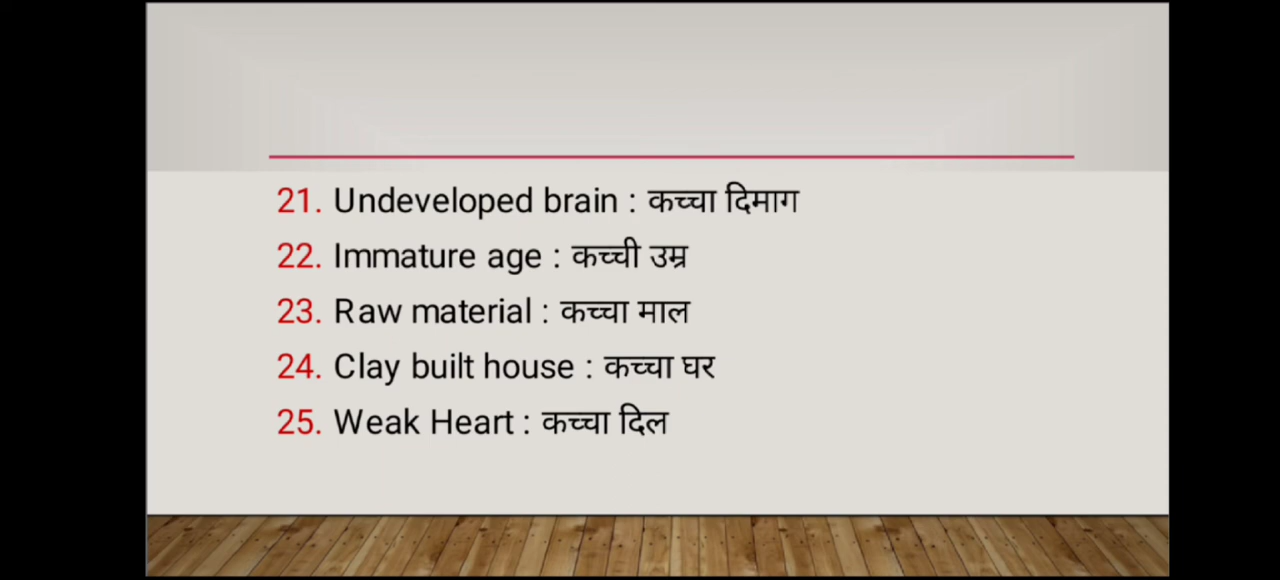 21. Undeveloped brain : कच्चा दिमाग
22. Immature age : कच्ची उम्र
23. Raw material : कच्चा माल
24. Clay built house : कच्चा घर
25. Weak Heart : कच्चा दिल